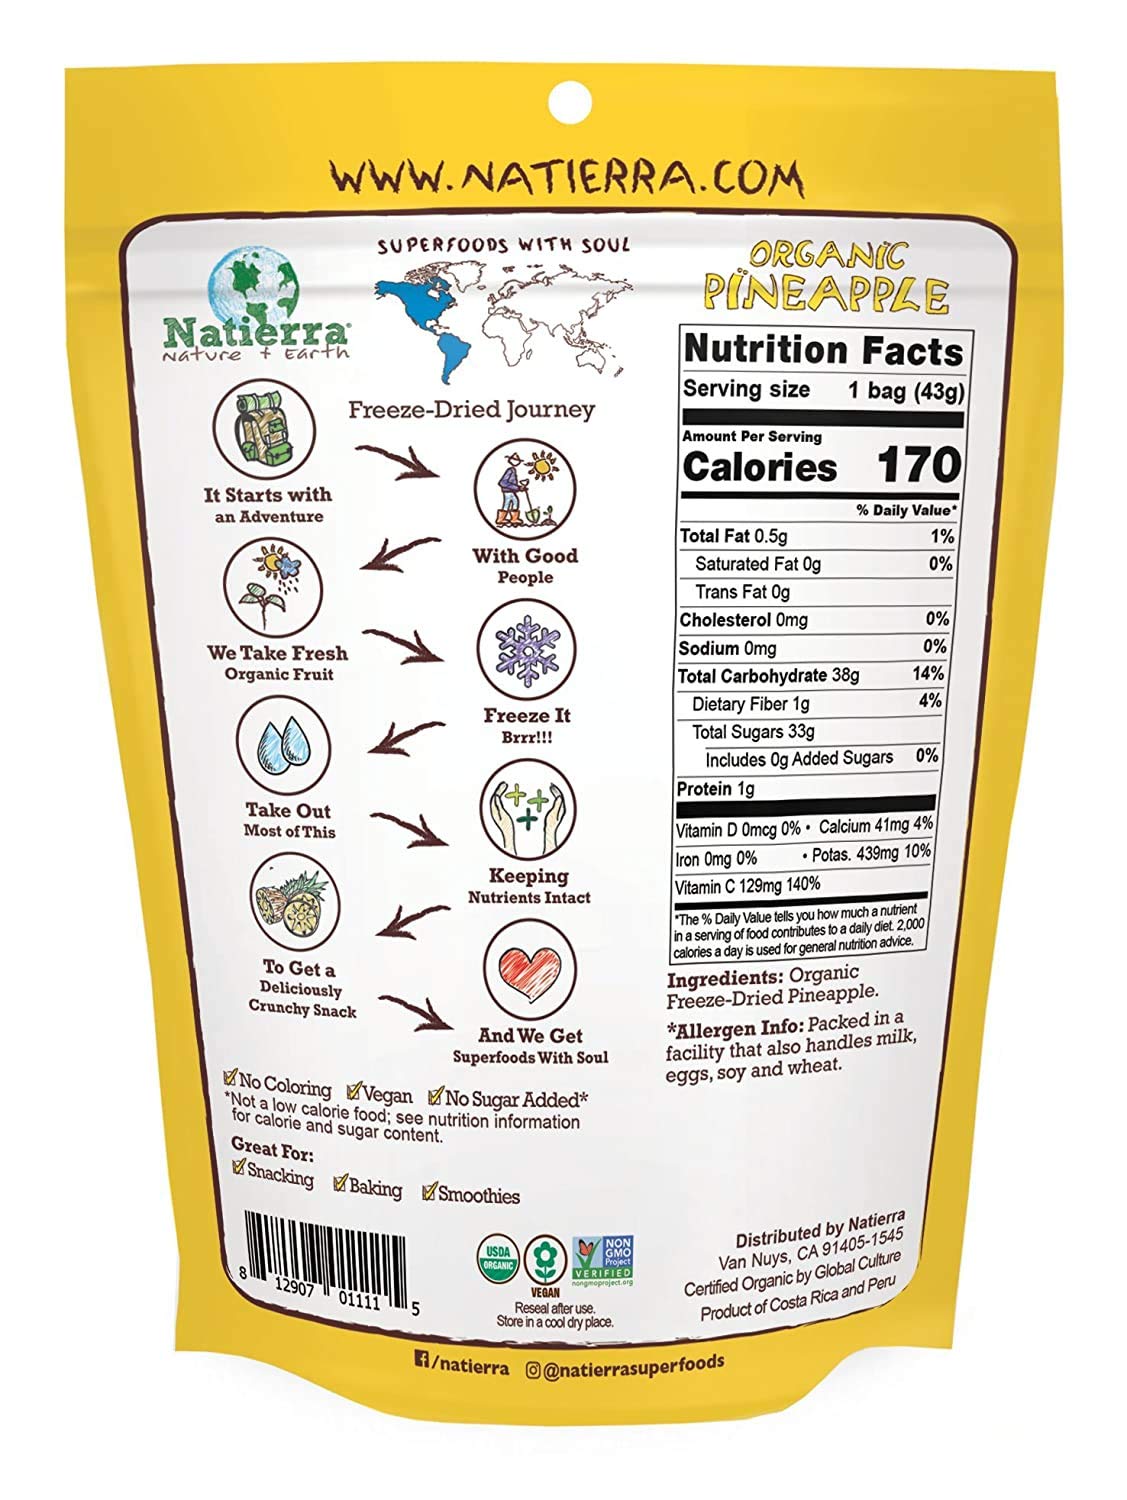 WWW.NATIERRA.COM
Natierra®
Nature + Earth
SUPERFOODS WITH SOUL
Freeze-Dried Journey
It Starts with
an Adventure
With Good
People
We Take Fresh
Organic Fruit
Freeze It
Brrr!!!
Take Out
Most of This
Keeping
Nutrients Intact
To Get a
Deliciously
Crunchy Snack
And We Get
Superfoods With Soul
No Coloring Vegan No Sugar Added*
*Not a low calorie food; see nutrition information
for calorie and sugar content.
Great For:
Snacking Baking Smoothies
8 12907 01111 5
USDA
ORGANIC
VEGAN
NON
GMO
Project
VERIFIED
nongmoproject.org
Reseal after use.
Store in a cool dry place.
ORGANIC
PINEAPPLE
Nutrition Facts
Serving size 1 bag (43g)
Amount Per Serving
Calories 170
% Daily Value*
Total Fat 0.5g 1%
Saturated Fat 0g 0%
Trans Fat 0g
Cholesterol 0mg 0%
Sodium 0mg 0%
Total Carbohydrate 38g 14%
Dietary Fiber 1g 4%
Total Sugars 33g
Includes 0g Added Sugars 0%
Protein 1g
Vitamin D 0mcg 0% • Calcium 41mg 4%
Iron 0mg 0% • Potas. 439mg 10%
Vitamin C 129mg 140%
*The % Daily Value tells you how much a nutrient
in a serving of food contributes to a daily diet. 2,000
calories a day is used for general nutrition advice.
Ingredients: Organic
Freeze-Dried Pineapple.
*Allergen Info: Packed in a
facility that also handles milk,
eggs, soy and wheat.
Distributed by Natierra
Van Nuys, CA 91405-1545
Certified Organic by Global Culture
Product of Costa Rica and Peru
/natierra @natierrasuperfoods